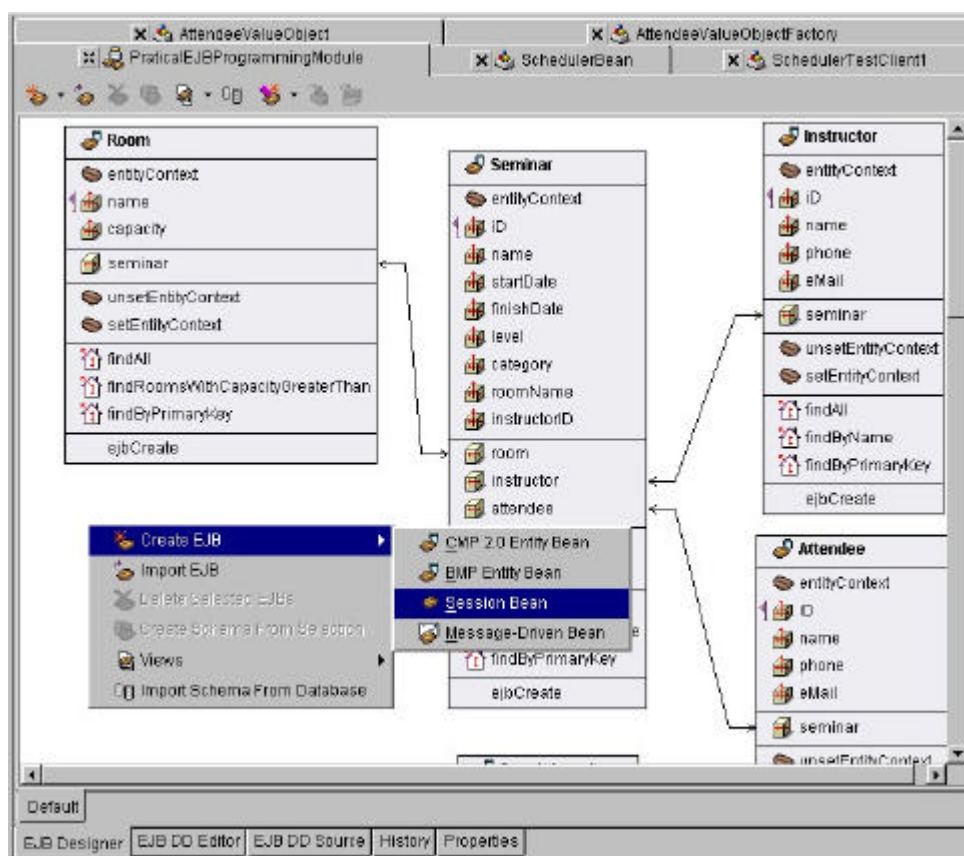 AttendeeValueObject
AttendeeValueObjectFactory
PraticalEJBProgrammingModule
SchedulerBean
SchedulerTestClient1
Room
entityContext
name
capacity
seminar
unsetEntityContext
setEntityContext
findAll
findRoomsWithCapacityGreaterThan
findByPrimaryKey
ejbCreate
Seminar
entityContext
iD
name
startDate
finishDate
level
category
roomName
instructorID
room
instructor
attendee
findByPrimaryKey
ejbCreate
Instructor
entityContext
iD
name
phone
eMail
seminar
unsetEntityContext
setEntityContext
findAll
findByName
findByPrimaryKey
ejbCreate
Attendee
entityContext
iD
name
phone
eMail
seminar
unsetEntityContext
Create EJB
Import EJB
Delete Selected EJBs
Create Schema From Selection
Views
Import Schema From Database
CMP 2.0 Entity Bean
BMP Entity Bean
Session Bean
Message-Driven Bean
Default
EJB Designer
EJB DD Editor
EJB DD Source
History
Properties